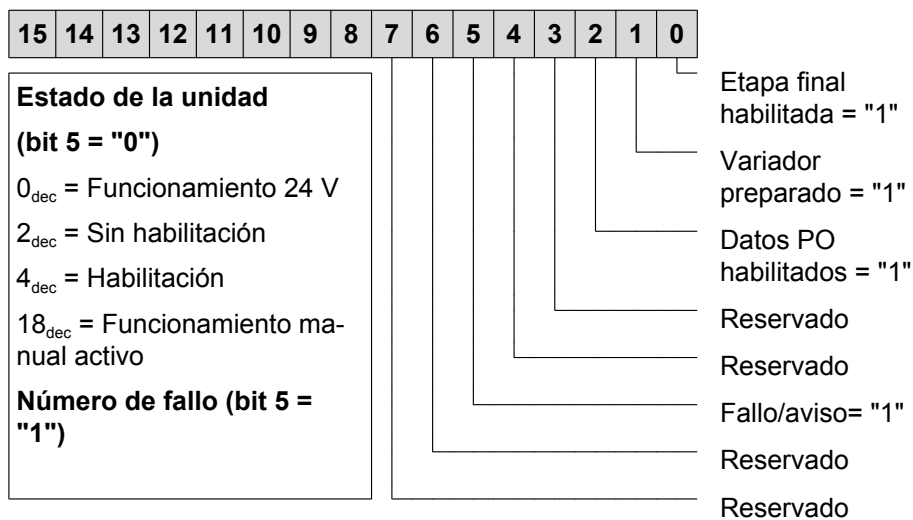 15 14 13 12 11 10 9 8 7 6 5 4 3 2 1 0
Estado de la unidad
(bit 5 = "0")
0dec = Funcionamiento 24 V
2dec = Sin habilitación
4dec = Habilitación
18dec = Funcionamiento ma-
nual activo
Número de fallo (bit 5 =
"1")
Etapa final
habilitada = "1"
Variador
preparado = "1"
Datos PO
habilitados = "1"
Reservado
Reservado
Fallo/aviso= "1"
Reservado
Reservado